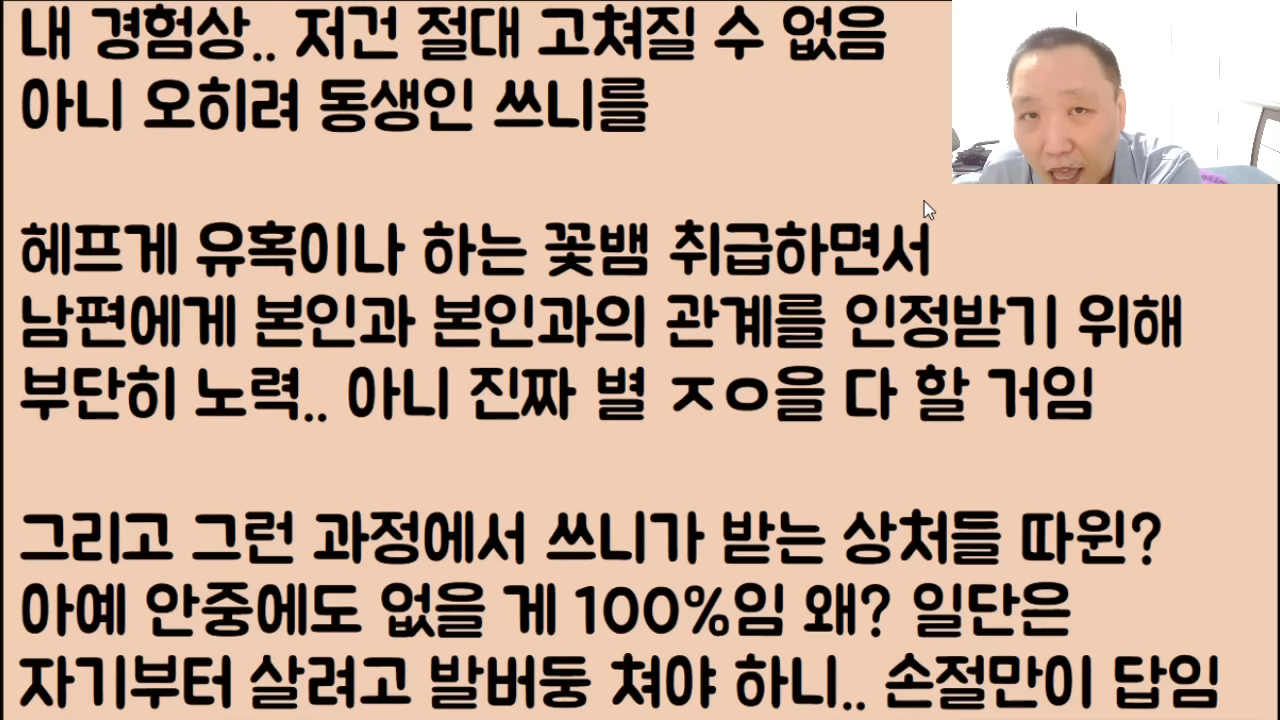 내 경험상.. 저건 절대 고쳐질 수 없음
아니 오히려 동생인 쓰니를
헤프게 유혹이나 하는 꽃뱀 취급하면서
남편에게 본인과 본인과의 관계를 인정받기 위해
부단히 노력.. 아니 진짜 별 ㅈㅇ을 다 할 거임
그리고 그런 과정에서 쓰니가 받는 상처들 따윈?
아예 안중에도 없을 게 100%임 왜? 일단은
자기부터 살려고 발버둥 쳐야 하니.. 손절만이 답임